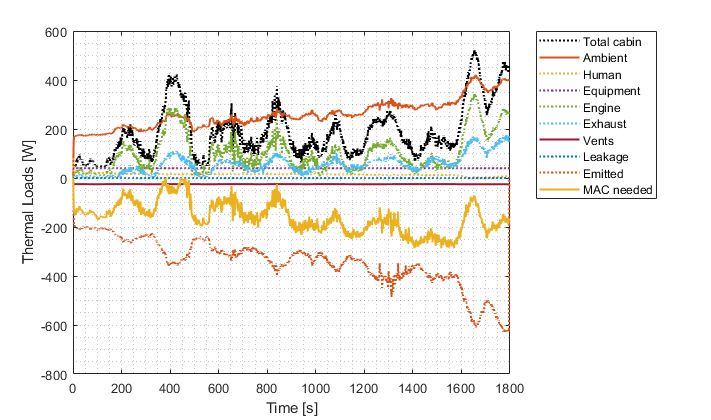 600
400
200
0
-200
-400
-600
-800
Thermal Loads [W]
0 200 400 600 800 1000 1200 1400 1600 1800
Time [s]
Total cabin
Ambient
Human
Equipment
Engine
Exhaust
Vents
Leakage
Emitted
MAC needed